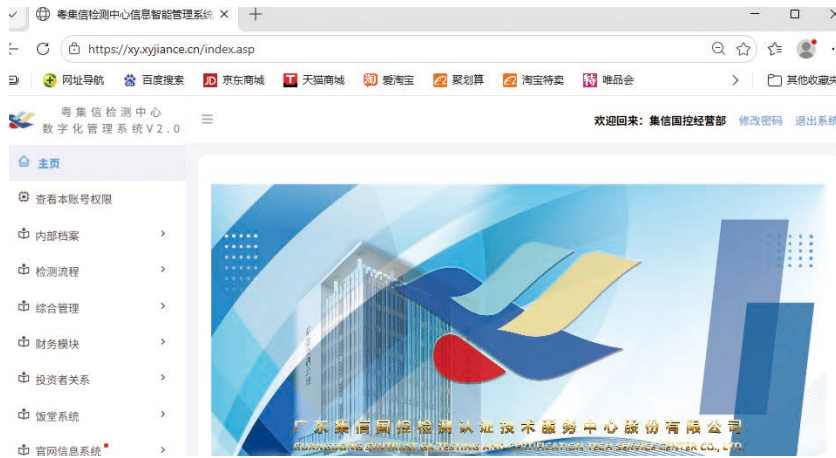 粤集信检测中心信息智能管理系统
https://xy.xyjiance.cn/index.asp
网址导航 百度搜索 JD 京东商城 天猫商城 淘 爱淘宝 聚划算 淘宝特卖 特 唯品会 其他收藏夹
粤集信检测中心
数字化管理系统V2.0
欢迎回来：集信国控经营部 修改密码 退出系统
主页
查看本账号权限
内部档案
检测流程
综合管理
财务模块
投资者关系
饭堂系统
官网信息系统
广东集信国控检测认证技术服务中心股份有限公司